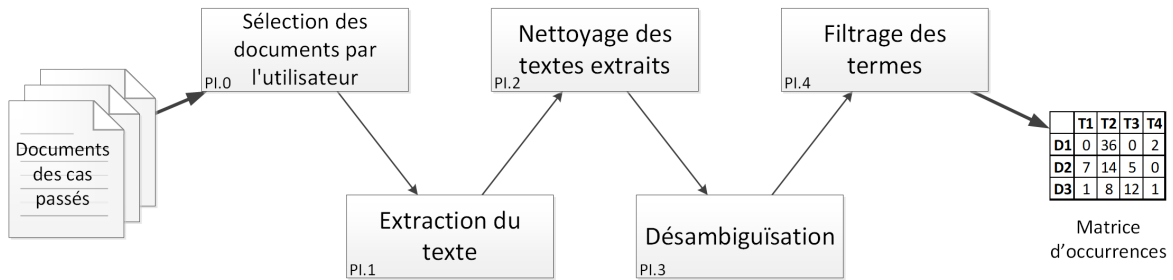 Documents
des cas
passés
Sélection des
documents par
l'utilisateur
PI.0
Extraction du
texte
PI.1
Nettoyage des
textes extraits
PI.2
Désambiguïsation
PI.3
Filtrage des
termes
PI.4
T1 T2 T3 T4
D1 0 36 0 2
D2 7 14 5 0
D3 1 8 12 1
Matrice
d'occurrences